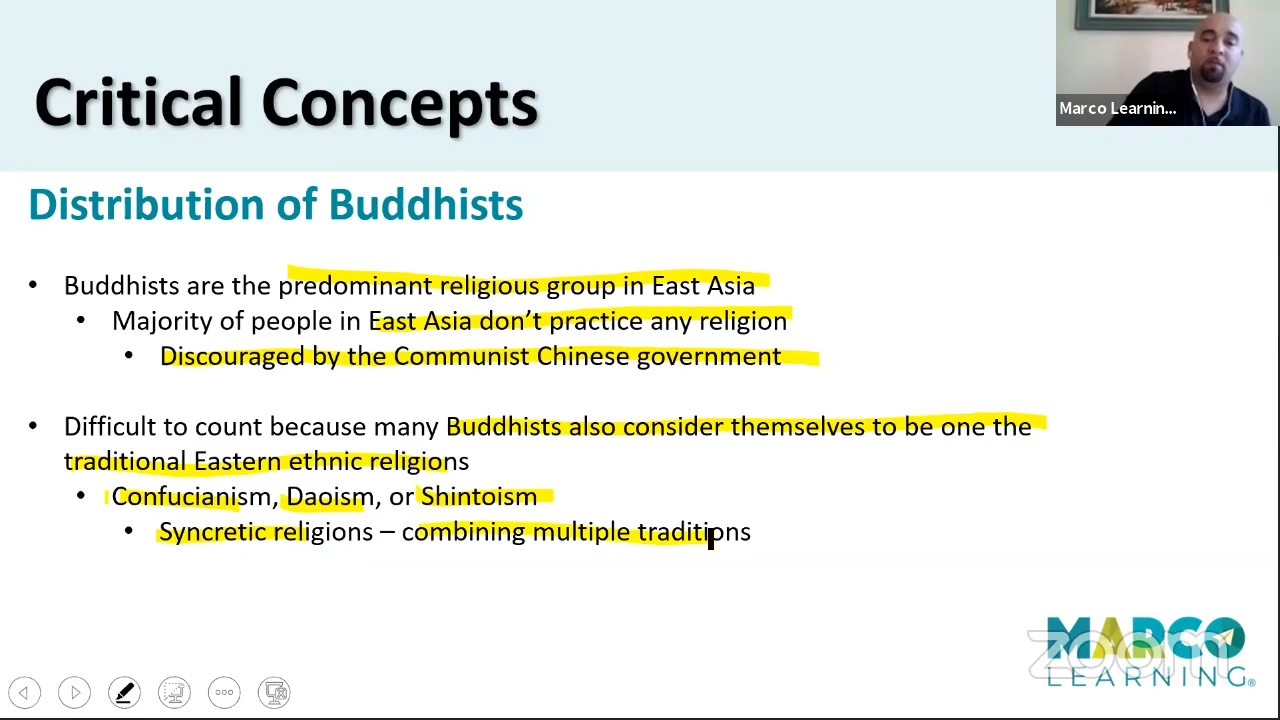 Marco Learnin...
Critical Concepts
Distribution of Buddhists
• Buddhists are the predominant religious group in East Asia
• Majority of people in East Asia don't practice any religion
• Discouraged by the Communist Chinese government
• Difficult to count because many Buddhists also consider themselves to be one the
traditional Eastern ethnic religions
• Confucianism, Daoism, or Shintoism
• Syncretic religions – combining multiple traditions
MARCO
zoom
LEARNING®